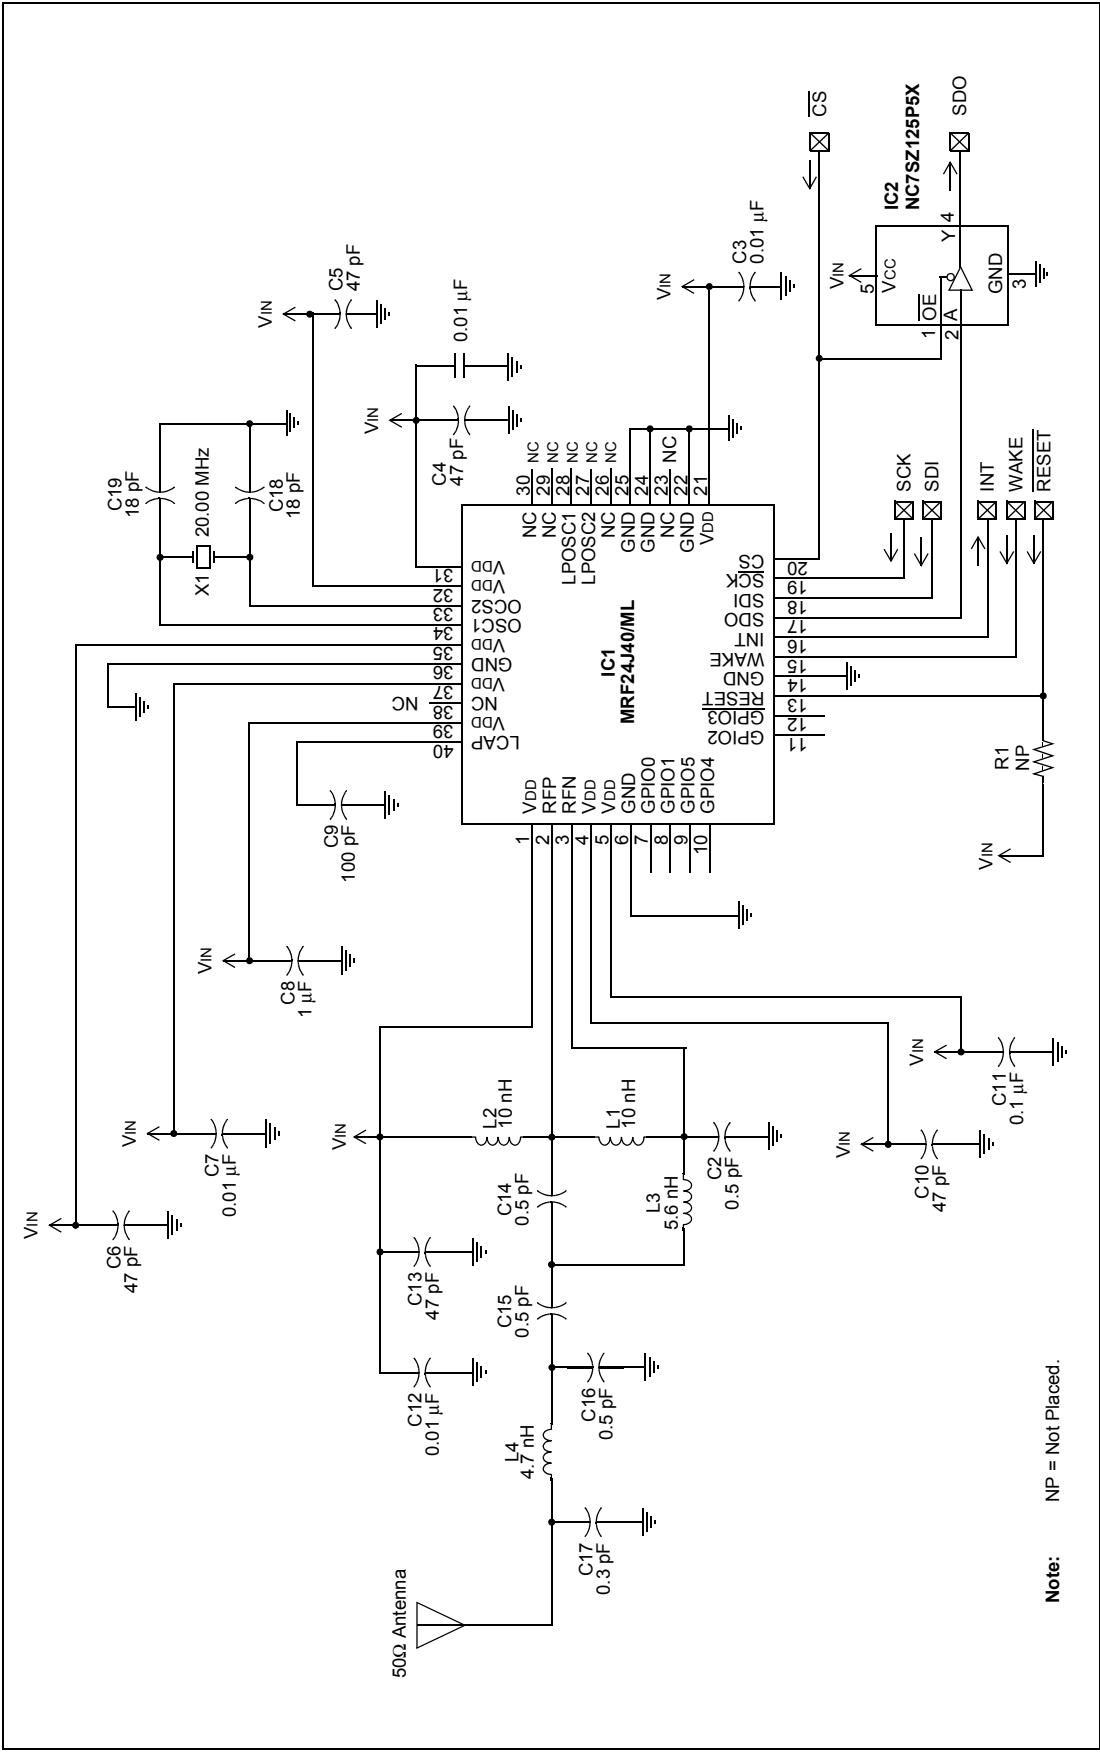 50Ω Antenna
C17
0.3 pF
L4
4.7 nH
C16
0.5 pF
C15
0.5 pF
C14
0.5 pF
C12
0.01 µF
C13
47 pF
VIN
L2
10 nH
L1
10 nH
L3
5.6 nH
C2
0.5 pF
VIN
C6
47 pF
VIN
C7
0.01 µF
VIN
C8
1 µF
C9
100 pF
VIN
C10
47 pF
VIN
C11
0.1 µF
IC1
MRF24J40/ML
1 VDD
2 RFP
3 RFN
4 VDD
5 VDD
6 GND
7 GPIO0
8 GPIO1
9 GPIO5
10 GPIO4
11 GPIO2
12 GPIO3
13 RESET
14 GND
15 WAKE
16 INT
17 SDO
18 SDI
19 SCK
20 CS
VDD 21
GND 22
NC 23 NC
GND 24
GND 25
NC 26 NC
LPOSC2 27 NC
LPOSC1 28 NC
NC 29 NC
NC 30 NC
31 VDD
32 VDD
33 OCS2
34 OSC1
35 VDD
36 GND
37 VDD
38 NC
NC
39 VDD
40 LCAP
C19
18 pF
X1
20.00 MHz
C18
18 pF
VIN
C5
47 pF
VIN
C4
47 pF
0.01 µF
VIN
C3
0.01 µF
CS
IC2
NC7SZ125P5X
VIN
5
VCC
1 OE
2 A
Y 4
GND
3
SDO
SCK
SDI
INT
WAKE
RESET
R1
NP
VIN
Note: NP = Not Placed.